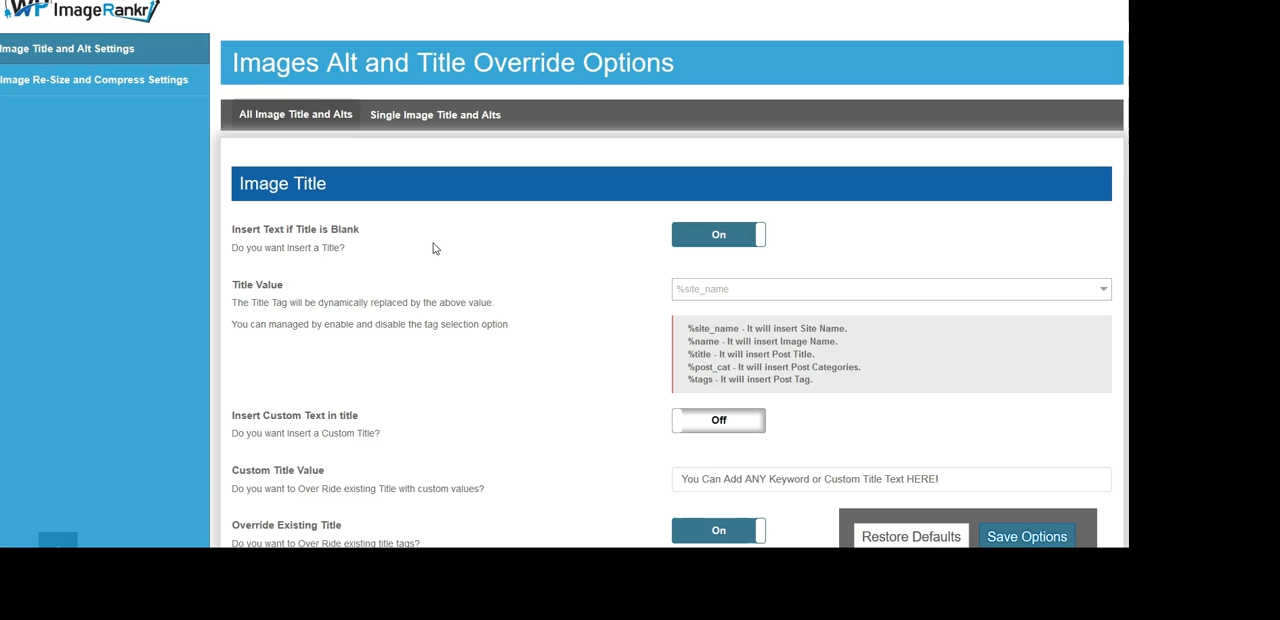 WP ImageRankr
Image Title and Alt Settings
Image Re-Size and Compress Settings
Images Alt and Title Override Options
All Image Title and Alts Single Image Title and Alts
Image Title
Insert Text if Title is Blank
Do you want Insert a Title?
On
Title Value
The Title Tag will be dynamically replaced by the above value.
You can managed by enable and disable the tag selection option
%site_name
%site_name - It will insert Site Name.
%name - It will insert Image Name.
%title - It will insert Post Title.
%post_cat - It will insert Post Categories.
%tags - It will insert Post Tag.
Insert Custom Text in title
Do you want Insert a Custom Title?
Off
Custom Title Value
Do you want to Over Ride existing Title with custom values?
You Can Add ANY Keyword or Custom Title Text HERE!
Override Existing Title
Do you want to Over Ride existing title tags?
On
Restore Defaults Save Options